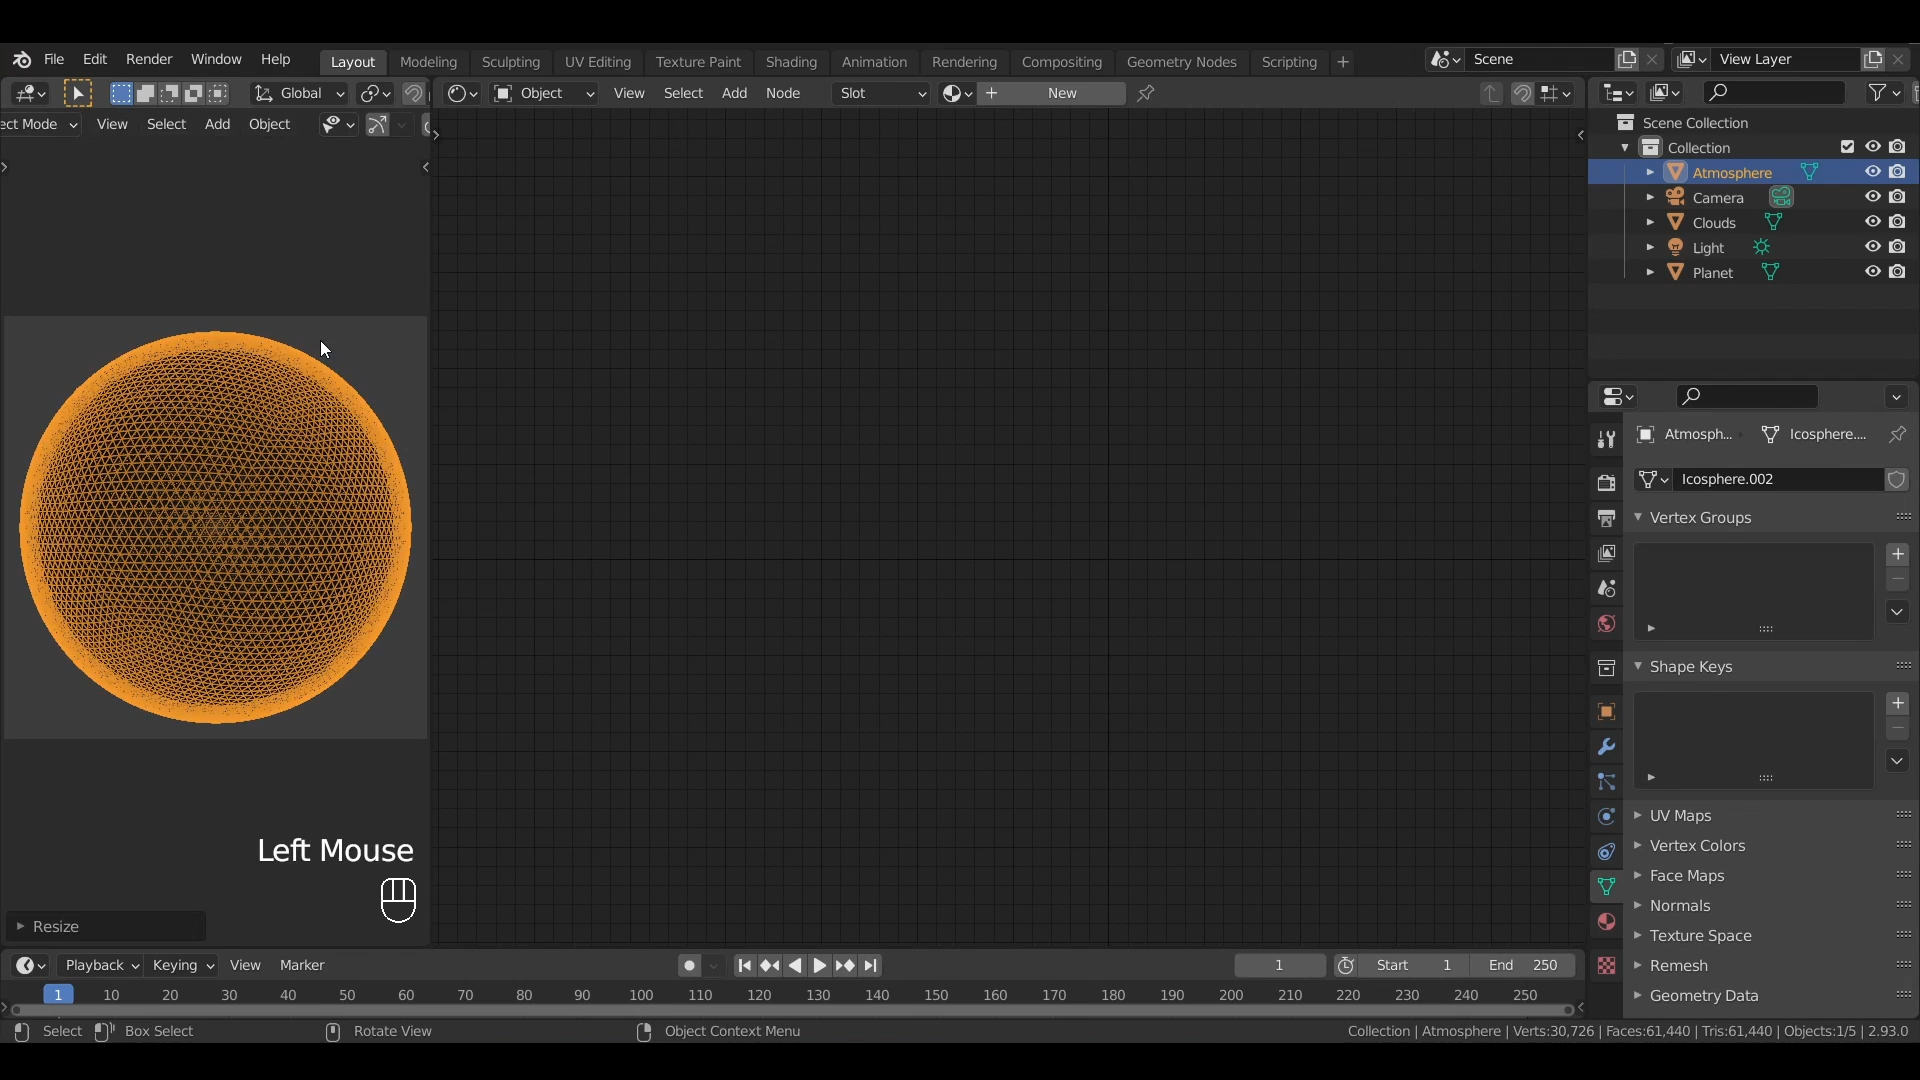 File Edit Render Window Help Layout Modeling Sculpting UV Editing Texture Paint Shading Animation Rendering Compositing Geometry Nodes Scripting + Scene View Layer
Global Object View Select Add Node Slot New
ect Mode View Select Add Object
Scene Collection
Collection
Atmosphere
Camera
Clouds
Light
Planet
Atmosph... Icosphere....
Icosphere.002
Vertex Groups
Shape Keys
UV Maps
Vertex Colors
Face Maps
Normals
Texture Space
Remesh
Geometry Data
Left Mouse
Resize
Playback Keying View Marker 1 Start 1 End 250
1 10 20 30 40 50 60 70 80 90 100 110 120 130 140 150 160 170 180 190 200 210 220 230 240 250
Select Box Select Rotate View Object Context Menu Collection | Atmosphere | Verts:30,726 | Faces:61,440 | Tris:61,440 | Objects:1/5 | 2.93.0